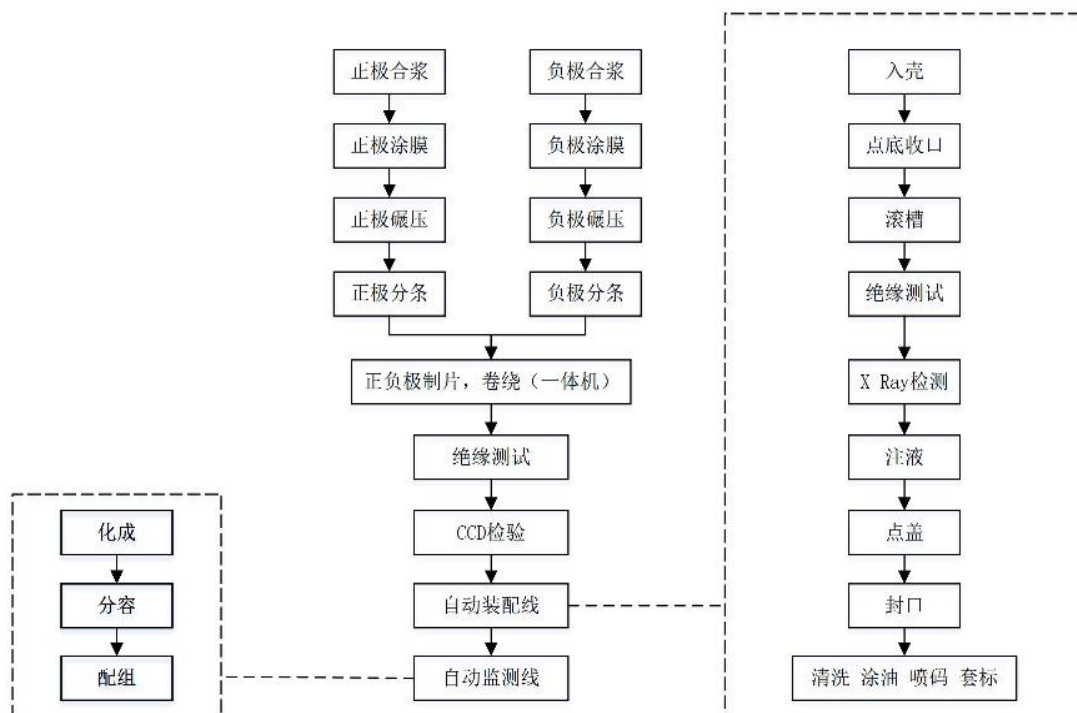 正极合浆
负极合浆
正极涂膜
负极涂膜
正极碾压
负极碾压
正极分条
负极分条
正负极制片，卷绕（一体机）
绝缘测试
CCD检验
自动装配线
自动监测线
化成
分容
配组
入壳
点底收口
滚槽
绝缘测试
X Ray检测
注液
点盖
封口
清洗 涂油 喷码 套标